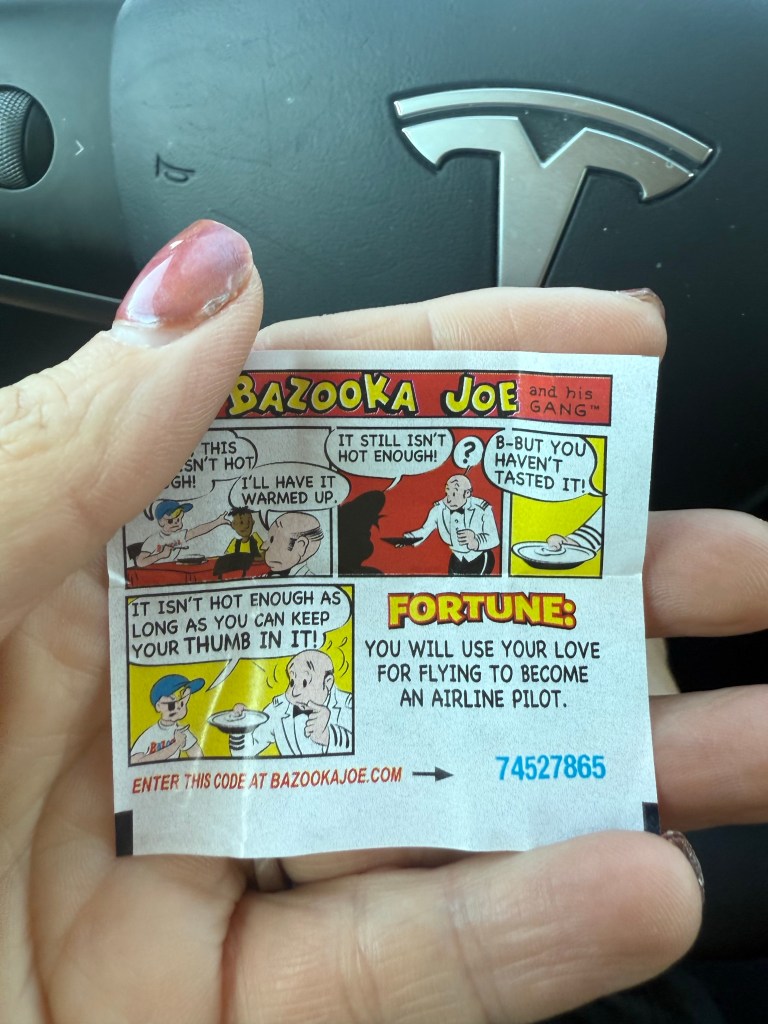 BAZOOKA JOE and his
GANG™
THIS
SN'T HOT
GH!
I'LL HAVE IT
WARMED UP.
IT STILL ISN'T
HOT ENOUGH!
?
B-BUT YOU
HAVEN'T
TASTED IT!
IT ISN'T HOT ENOUGH AS
LONG AS YOU CAN KEEP
YOUR THUMB IN IT!
FORTUNE:
YOU WILL USE YOUR LOVE
FOR FLYING TO BECOME
AN AIRLINE PILOT.
ENTER THIS CODE AT BAZOOKAJOE.COM → 74527865